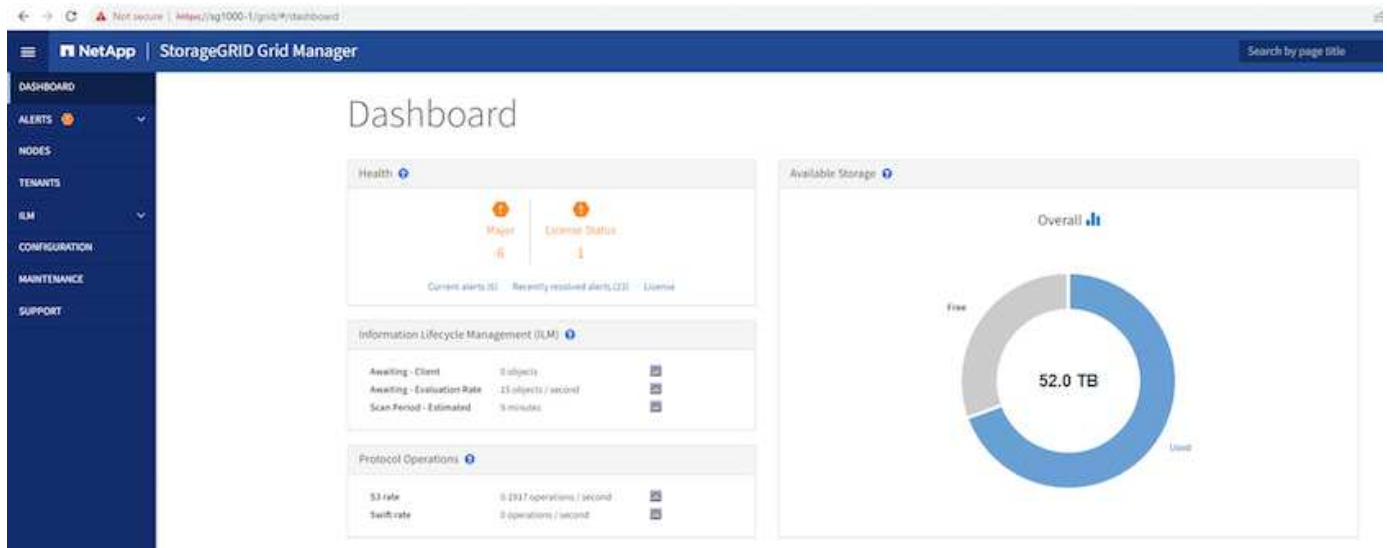 Not secure | https://sg1000-1/grid/#/dashboard
NetApp | StorageGRID Grid Manager
Search by page title
DASHBOARD
ALERTS
NODES
TENANTS
ILM
CONFIGURATION
MAINTENANCE
SUPPORT
Dashboard
Health
Major
6
License Status
1
Current alerts (6) Recently resolved alerts (23) License
Information Lifecycle Management (ILM)
Awaiting - Client 0 objects
Awaiting - Evaluation Rate 15 objects / second
Scan Period - Estimated minutes
Protocol Operations
S3 rate 0.1917 operations / second
Swift rate 0 operations / second
Available Storage
Overall
Free
52.0 TB
Used